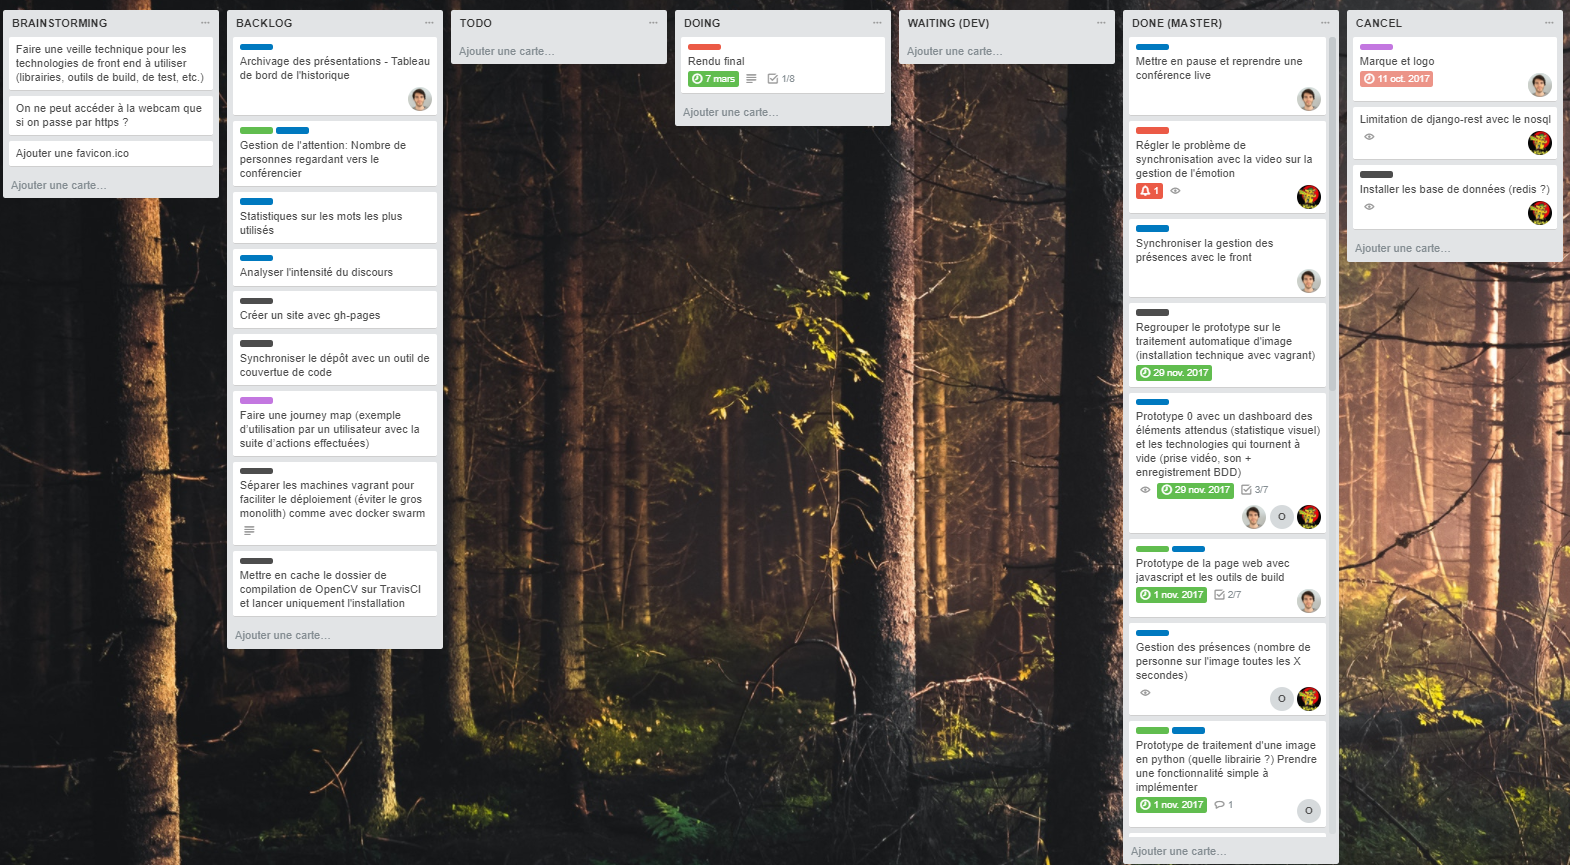 BRAINSTORMING
Faire une veille technique pour les
technologies de front end à utiliser
(librairies, outils de build, de test, etc.)
On ne peut accéder à la webcam que
si on passe par https ?
Ajouter une favicon.ico
Ajouter une carte…
BACKLOG
Archivage des présentations - Tableau
de bord de l'historique
Gestion de l'attention: Nombre de
personnes regardant vers le
conférencier
Statistiques sur les mots les plus
utilisés
Analyser l'intensité du discours
Créer un site avec gh-pages
Synchroniser le dépôt avec un outil de
couvertue de code
Faire une journey map (exemple
d'utilisation par un utilisateur avec la
suite d'actions effectuées)
Séparer les machines vagrant pour
faciliter le déploiement (éviter le gros
monolith) comme avec docker swarm
Mettre en cache le dossier de
compilation de OpenCV sur TravisCI
et lancer uniquement l'installation
Ajouter une carte…
TODO
Ajouter une carte…
DOING
Rendu final
7 mars 1/8
Ajouter une carte…
WAITING (DEV)
Ajouter une carte…
DONE (MASTER)
Mettre en pause et reprendre une
conférence live
Régler le problème de
synchronisation avec la video sur la
gestion de l'émotion
1
Synchroniser la gestion des
présences avec le front
Regrouper le prototype sur le
traitement automatique d'image
(installation technique avec vagrant)
29 nov. 2017
Prototype 0 avec un dashboard des
éléments attendus (statistique visuel)
et les technologies qui tournent à
vide (prise vidéo, son +
enregistrement BDD)
29 nov. 2017 3/7
O
Prototype de la page web avec
javascript et les outils de build
1 nov. 2017 2/7
Gestion des présences (nombre de
personne sur l'image toutes les X
secondes)
O
Prototype de traitement d'une image
en python (quelle librairie ?) Prendre
une fonctionnalité simple à
implémenter
1 nov. 2017 1
O
Ajouter une carte…
CANCEL
Marque et logo
11 oct. 2017
Limitation de django-rest avec le nosql
Installer les base de données (redis ?)
Ajouter une carte…